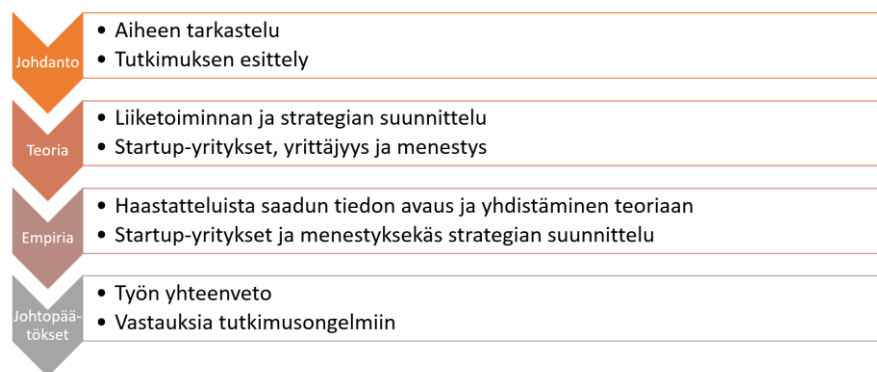 Johdanto
• Aiheen tarkastelu
• Tutkimuksen esittely
Teoria
• Liiketoiminnan ja strategian suunnittelu
• Startup-yritykset, yrittäjyys ja menestys
Empiria
• Haastatteluista saadun tiedon avaus ja yhdistäminen teoriaan
• Startup-yritykset ja menestyksekäs strategian suunnittelu
Johtopää-
tökset
• Työn yhteenveto
• Vastauksia tutkimusongelmiin